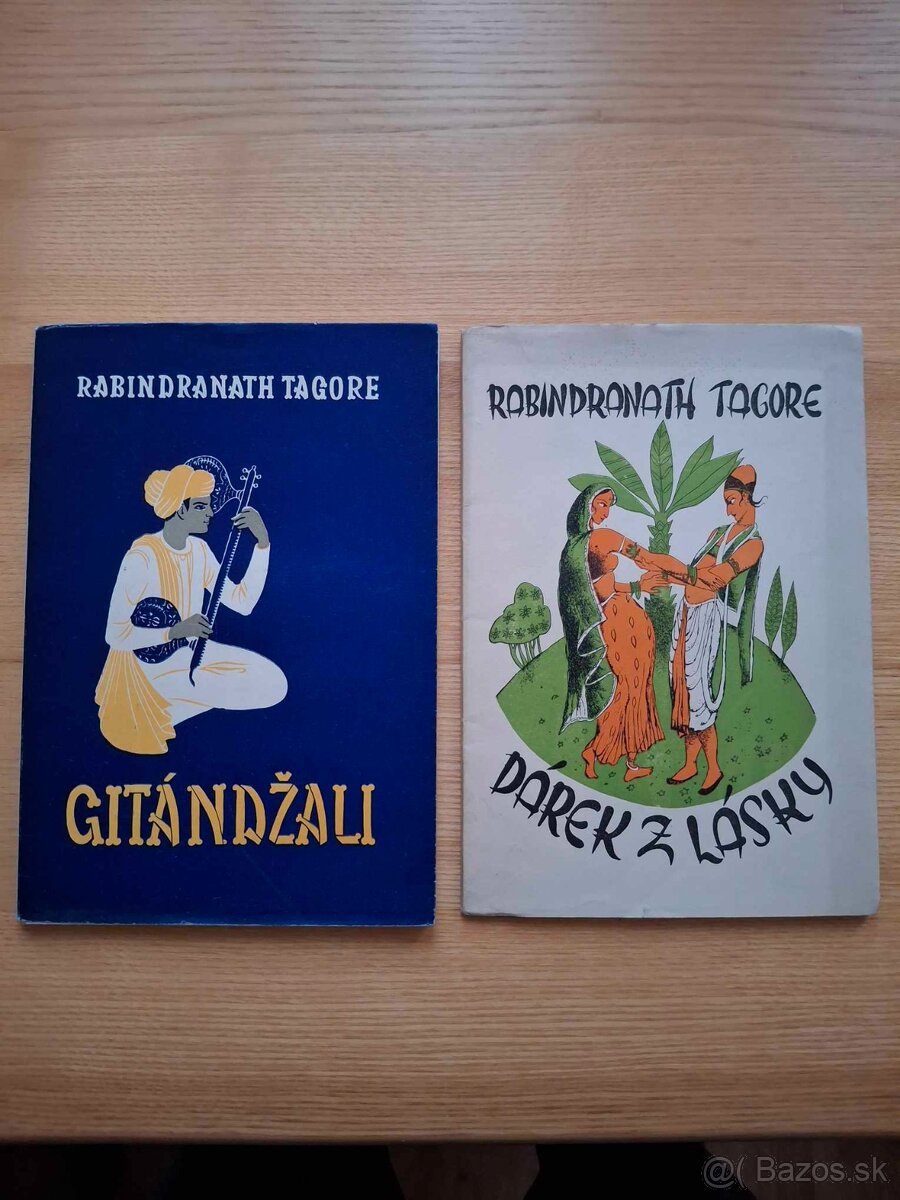 RABINDRANATH TAGORE
GITÁNDŽALI
RABINDRANATH TAGORE
DÁREK Z LÁSKY
@( Bazos.sk